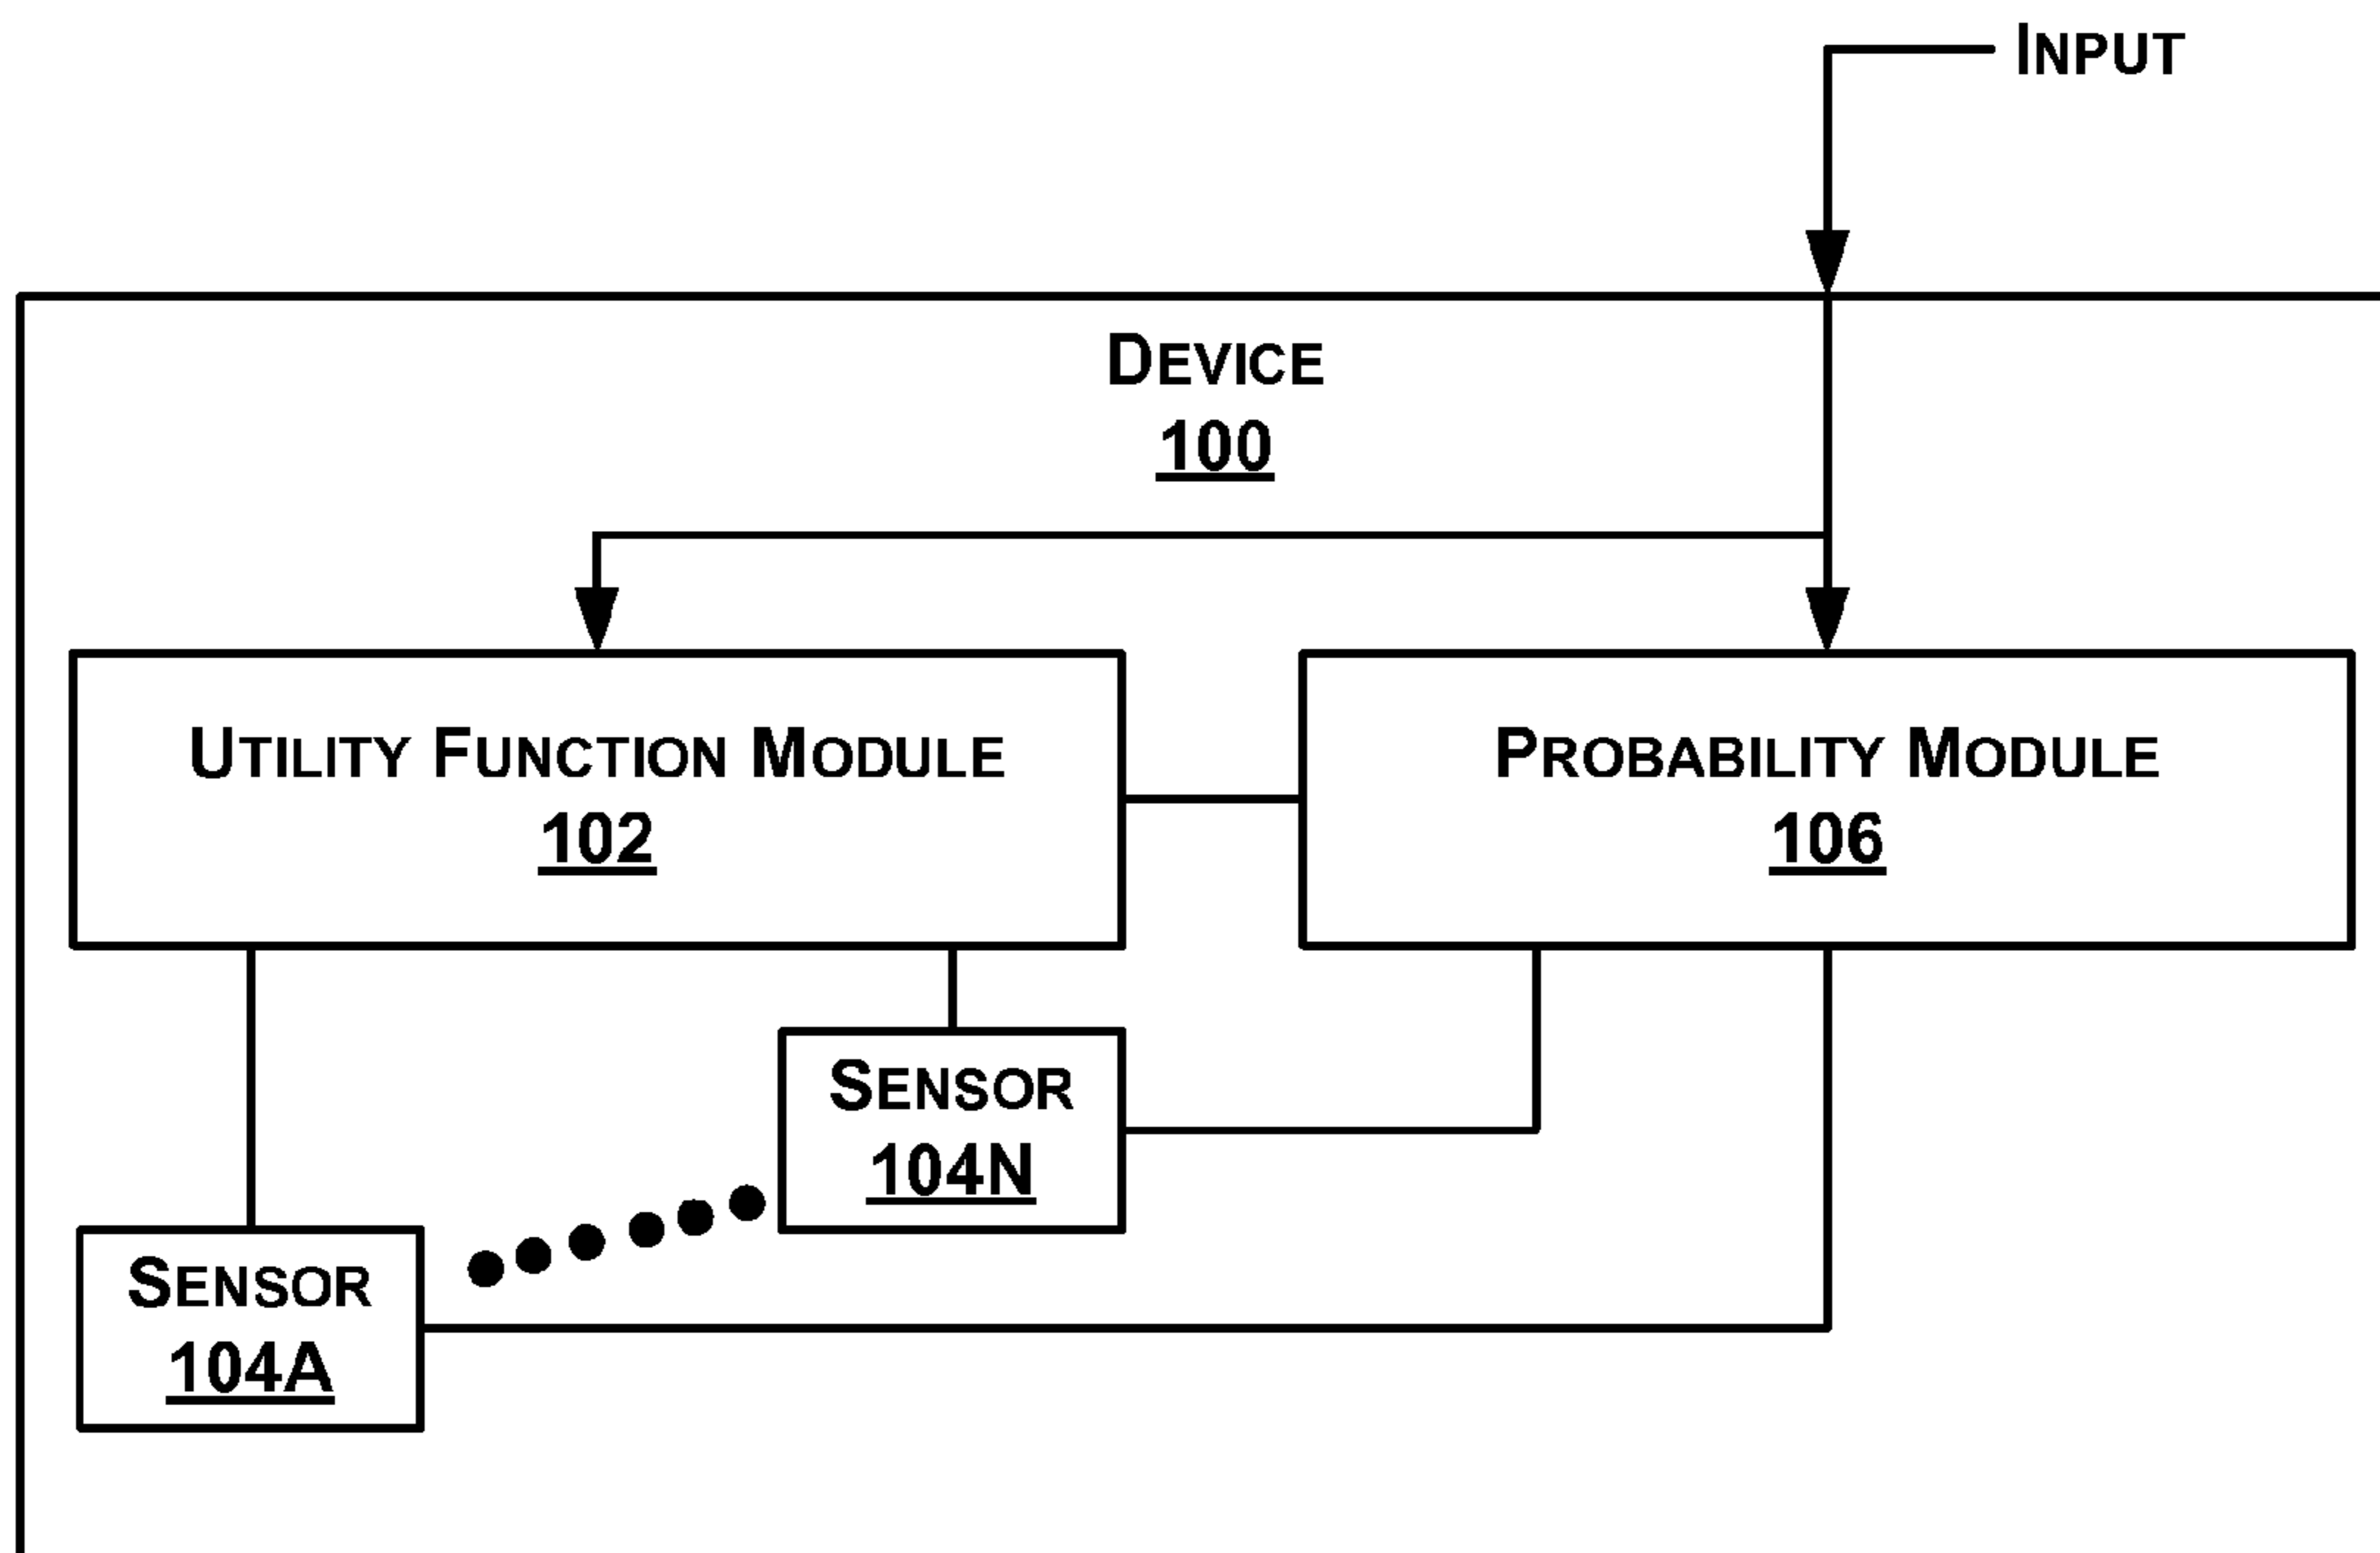 INPUT
DEVICE
100
UTILITY FUNCTION MODULE
102
PROBABILITY MODULE
106
SENSOR
104N
SENSOR
104A